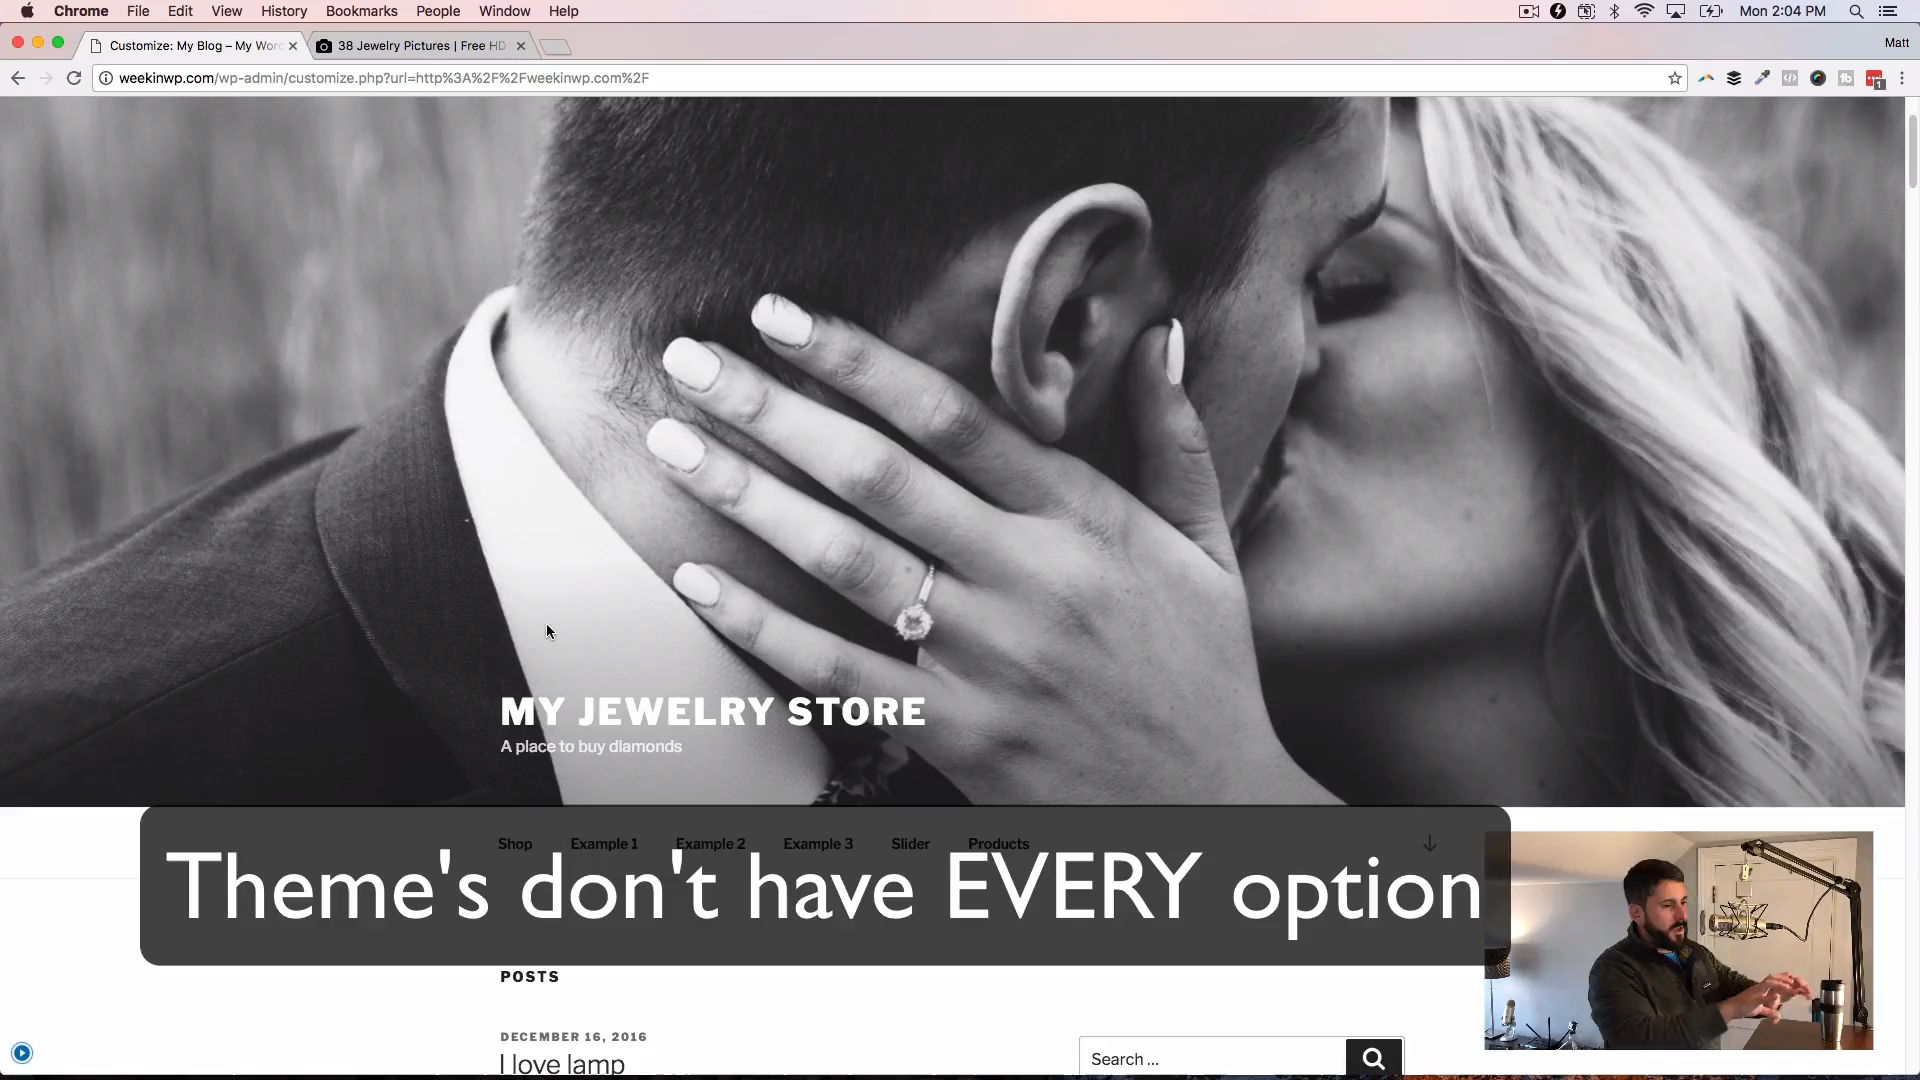 Chrome File Edit View History Bookmarks People Window Help Mon 2:04 PM
Customize: My Blog – My Word 38 Jewelry Pictures | Free HD Matt
weekinwp.com/wp-admin/customize.php?url=http%3A%2F%2Fweekinwp.com%2F
MY JEWELRY STORE
A place to buy diamonds
Shop Example 1 Example 2 Example 3 Slider Products
Theme's don't have EVERY option
POSTS
DECEMBER 16, 2016
I love lamp
Search ...